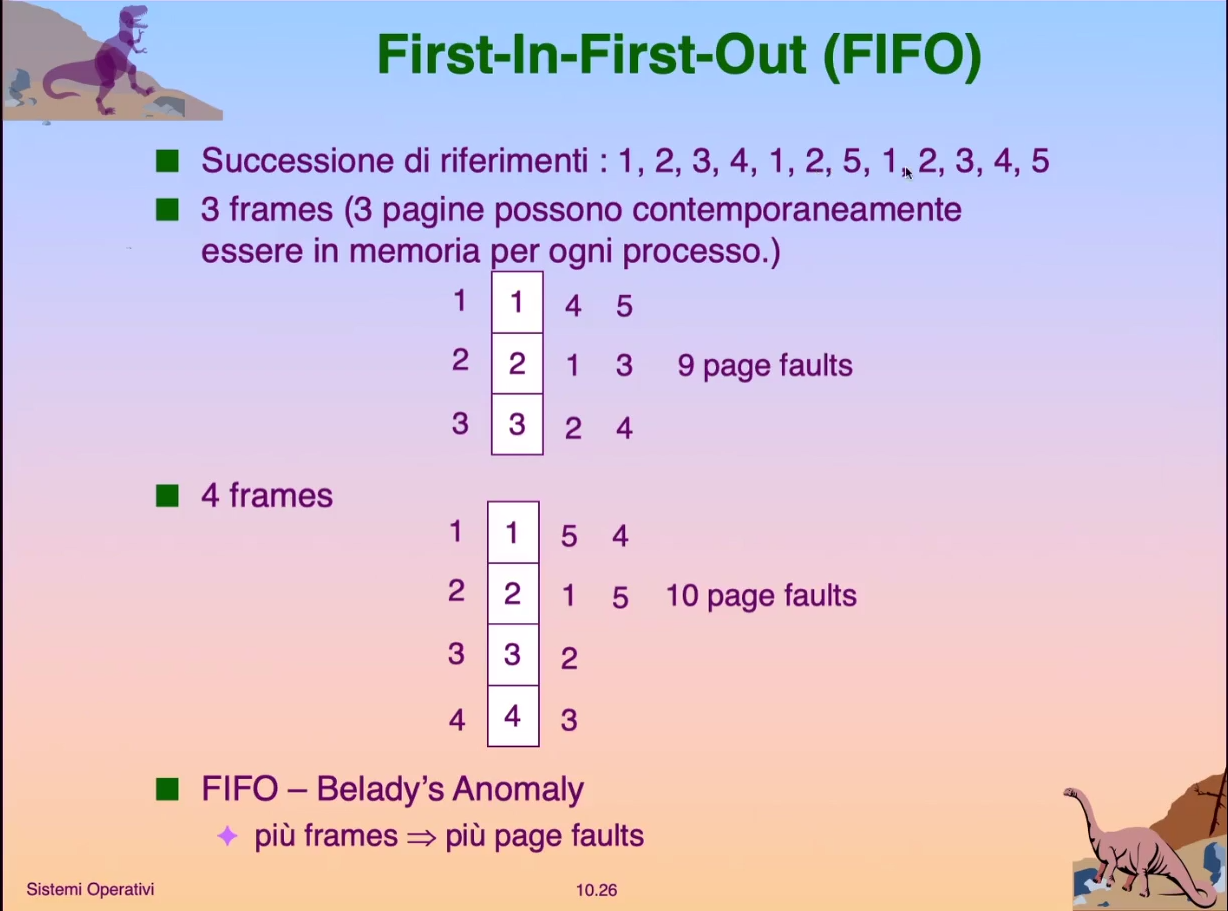 First-In-First-Out (FIFO)
Successione di riferimenti : 1, 2, 3, 4, 1, 2, 5, 1, 2, 3, 4, 5
3 frames (3 pagine possono contemporaneamente
essere in memoria per ogni processo.)
1 1 4 5
2 2 1 3 9 page faults
3 3 2 4
4 frames
1 1 5 4
2 2 1 5 10 page faults
3 3 2
4 4 3
FIFO – Belady’s Anomaly
più frames ⇒ più page faults
Sistemi Operativi 10.26